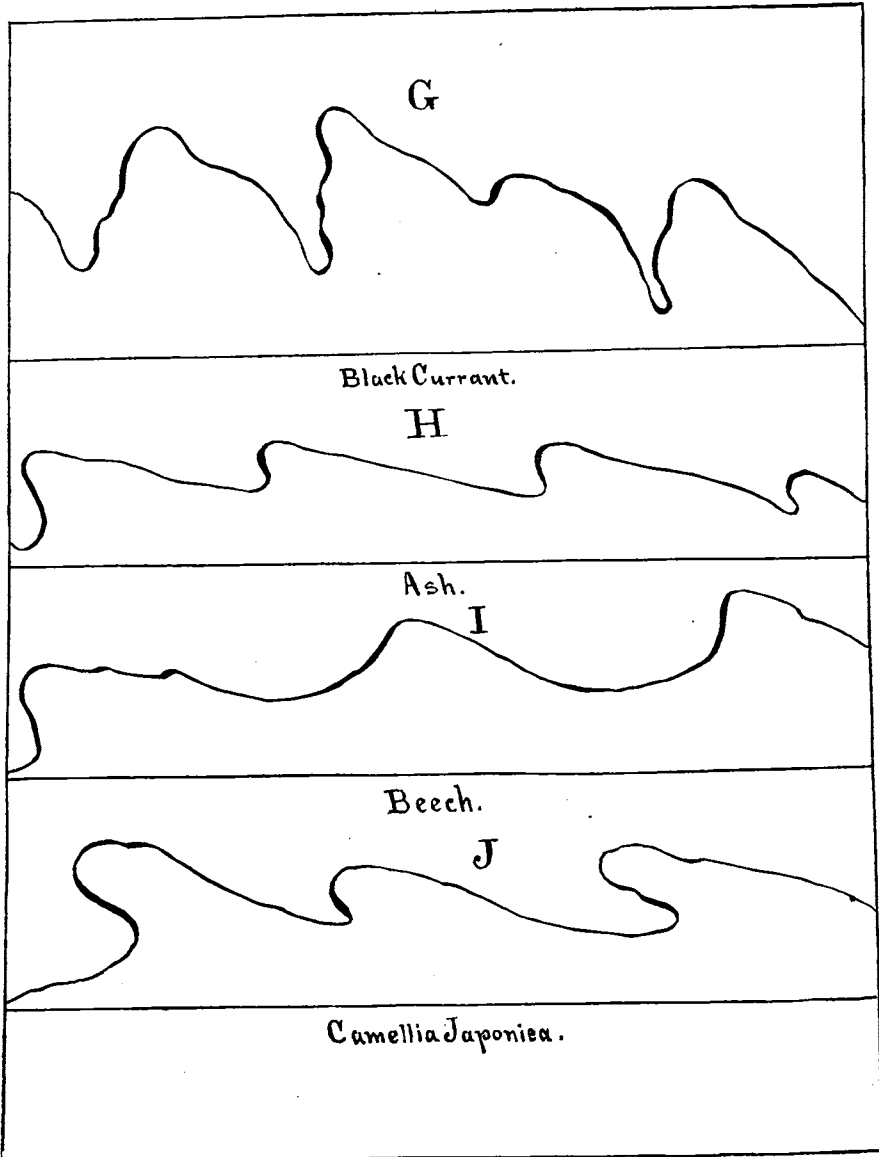 G
Black Currant.
H
Ash.
I
Beech.
J
Camellia Japonica.